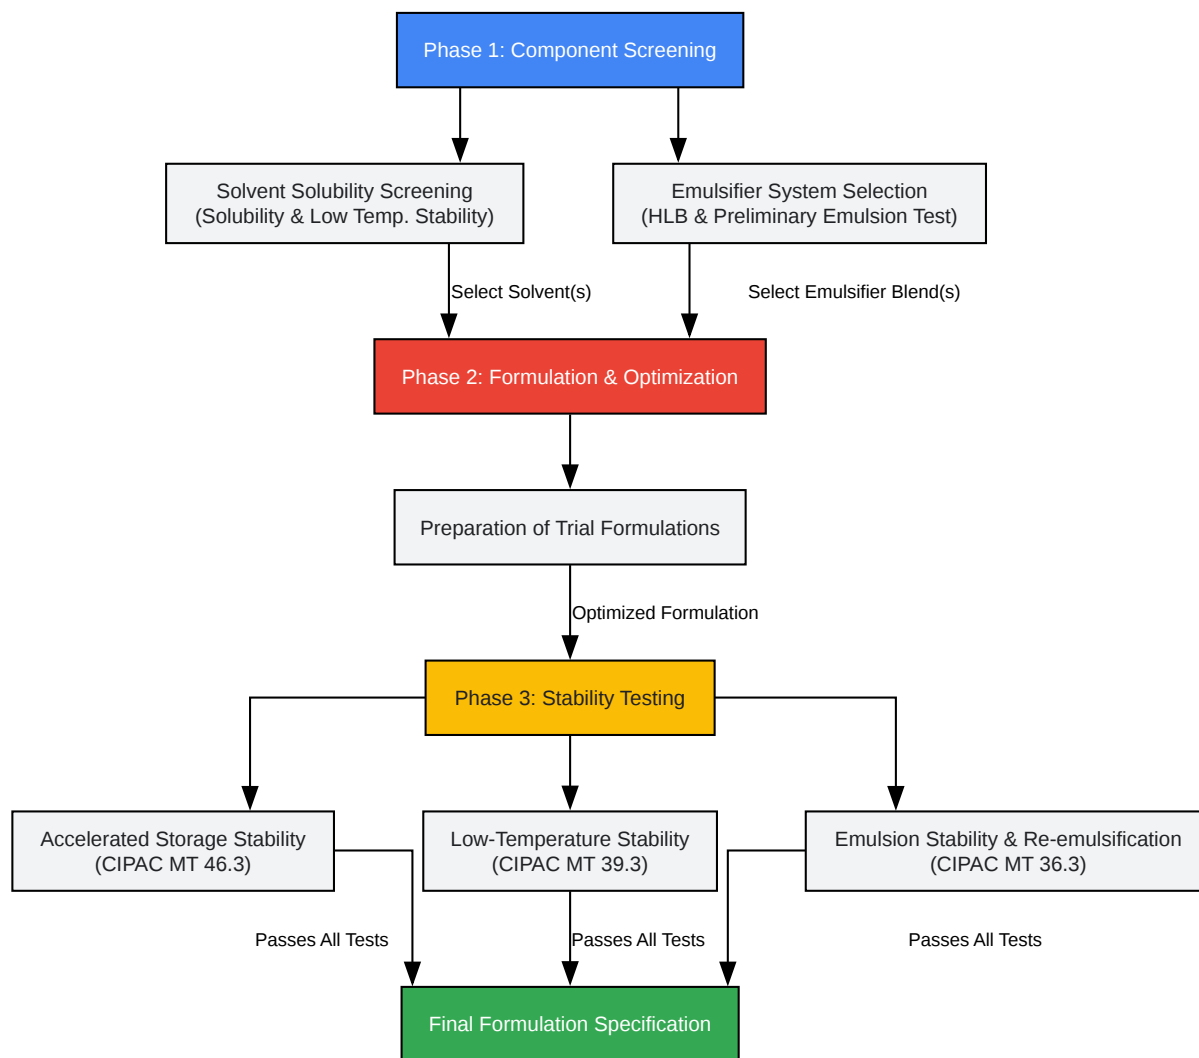 Phase 1: Component Screening
Solvent Solubility Screening
(Solubility & Low Temp. Stability)
Emulsifier System Selection
(HLB & Preliminary Emulsion Test)
Select Solvent(s)
Select Emulsifier Blend(s)
Phase 2: Formulation & Optimization
Preparation of Trial Formulations
Optimized Formulation
Phase 3: Stability Testing
Accelerated Storage Stability
(CIPAC MT 46.3)
Low-Temperature Stability
(CIPAC MT 39.3)
Emulsion Stability & Re-emulsification
(CIPAC MT 36.3)
Passes All Tests
Passes All Tests
Passes All Tests
Final Formulation Specification